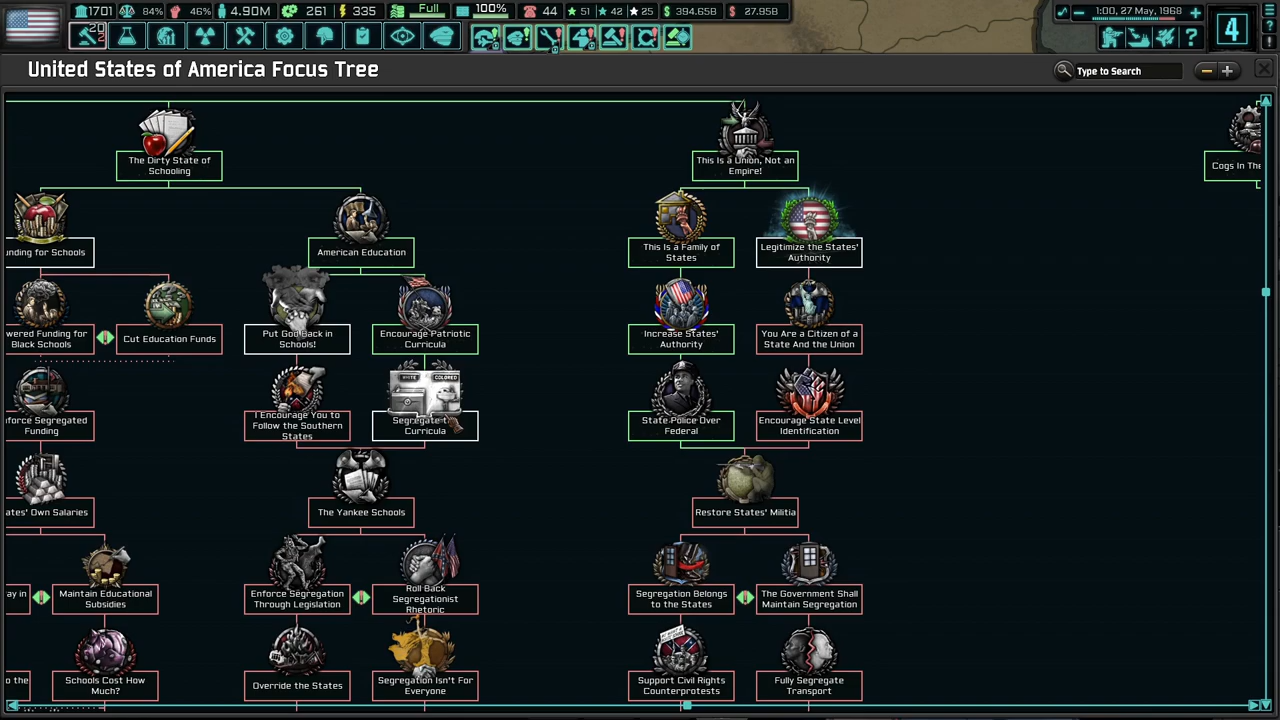 1701 84% 46% 4.90M 261 335 Full 100% 44 51 42 25 394.658 27.958 1:00, 27 May, 1968 4
20
2
United States of America Focus Tree
Type to Search
The Dirty State of
Schooling
This Is a Union, Not an
Empire!
Cogs In The
unding for Schools
American Education
This Is a Family of
States
Legitimize the States'
Authority
wered Funding for
Black Schools
Cut Education Funds
Put God Back in
Schools!
Encourage Patriotic
Curricula
Increase States'
Authority
You Are a Citizen of a
State And the Union
WHITE COLORED
nforce Segregated
Funding
I Encourage You to
Follow the Southern
States
Segregate t
Curricula
State Police Over
Federal
Encourage State Level
Identification
ates' Own Salaries
The Yankee Schools
Restore States' Militia
ay in
Maintain Educational
Subsidies
Enforce Segregation
Through Legislation
Roll Back
Segregationist
Rhetoric
Segregation Belongs
to the States
The Government Shall
Maintain Segregation
o the
Schools Cost How
Much?
Override the States
Segregation Isn't For
Everyone
Support Civil Rights
Counterprotests
Fully Segregate
Transport